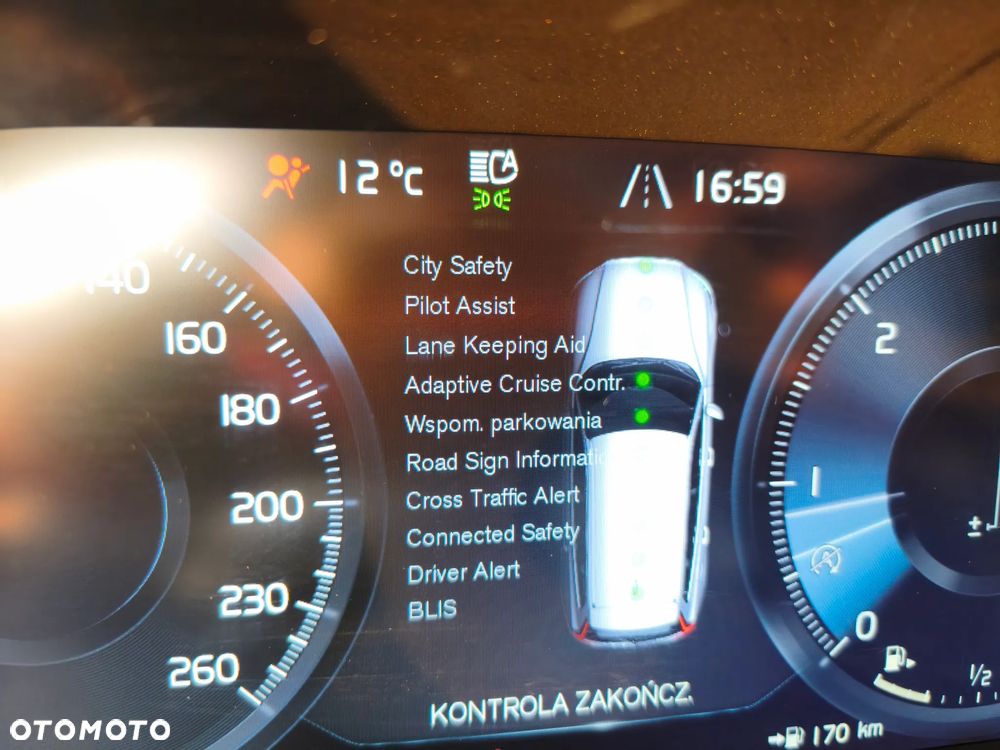 12 °C
A
16:59
140
160
180
200
230
260
City Safety
Pilot Assist
Lane Keeping Aid
Adaptive Cruise Contr.
Wspom. parkowania
Road Sign Informati
Cross Traffic Alert
Connected Safety
Driver Alert
BLIS
KONTROLA ZAKOŃCZ.
2
1
0
A
1/2
170 km
OTOMOTO